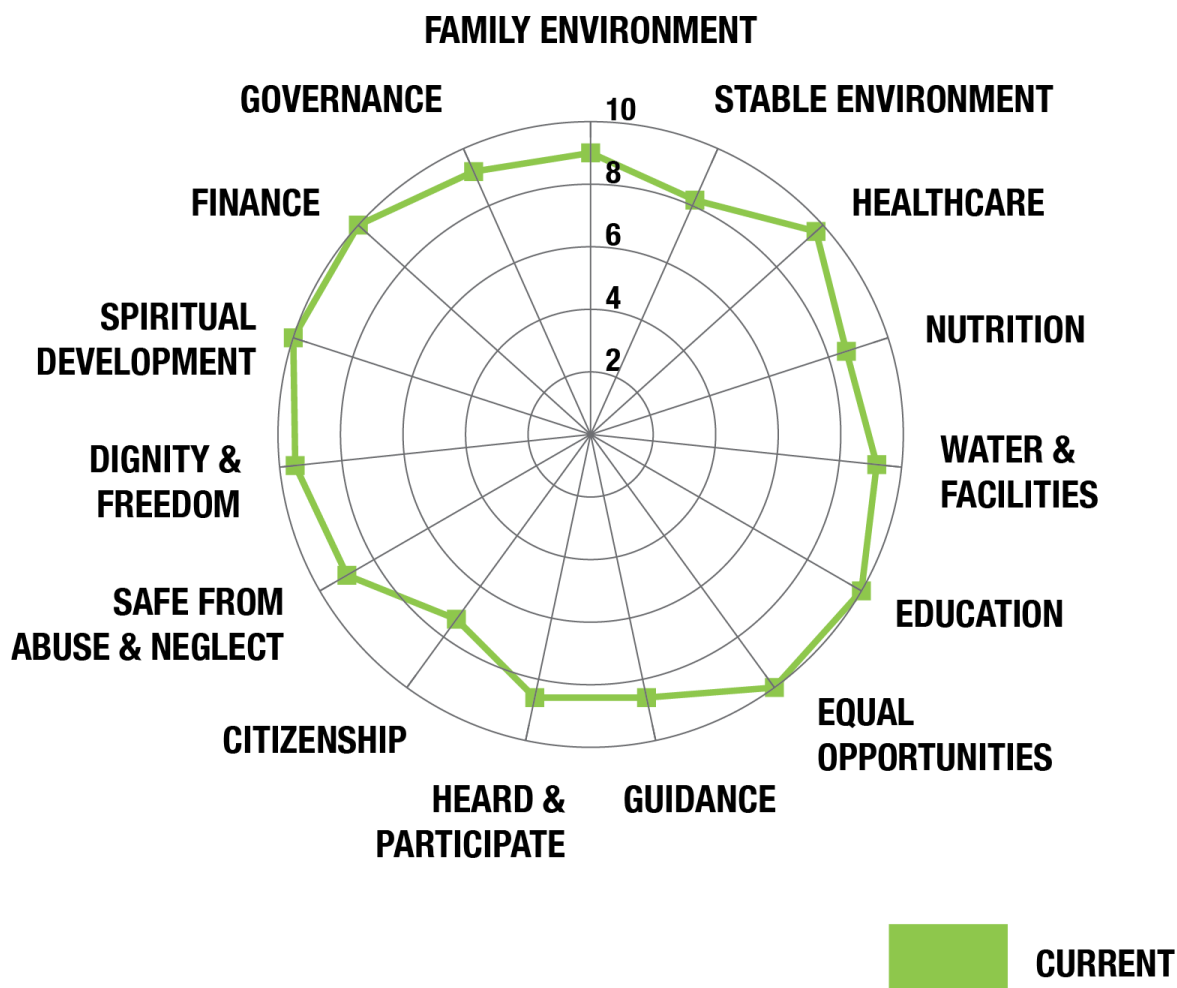 FAMILY ENVIRONMENT
GOVERNANCE
STABLE ENVIRONMENT
10
8
6
4
2
FINANCE
HEALTHCARE
SPIRITUAL
DEVELOPMENT
NUTRITION
DIGNITY &
FREEDOM
WATER &
FACILITIES
SAFE FROM
ABUSE & NEGLECT
EDUCATION
CITIZENSHIP
EQUAL
OPPORTUNITIES
HEARD &
PARTICIPATE
GUIDANCE
CURRENT